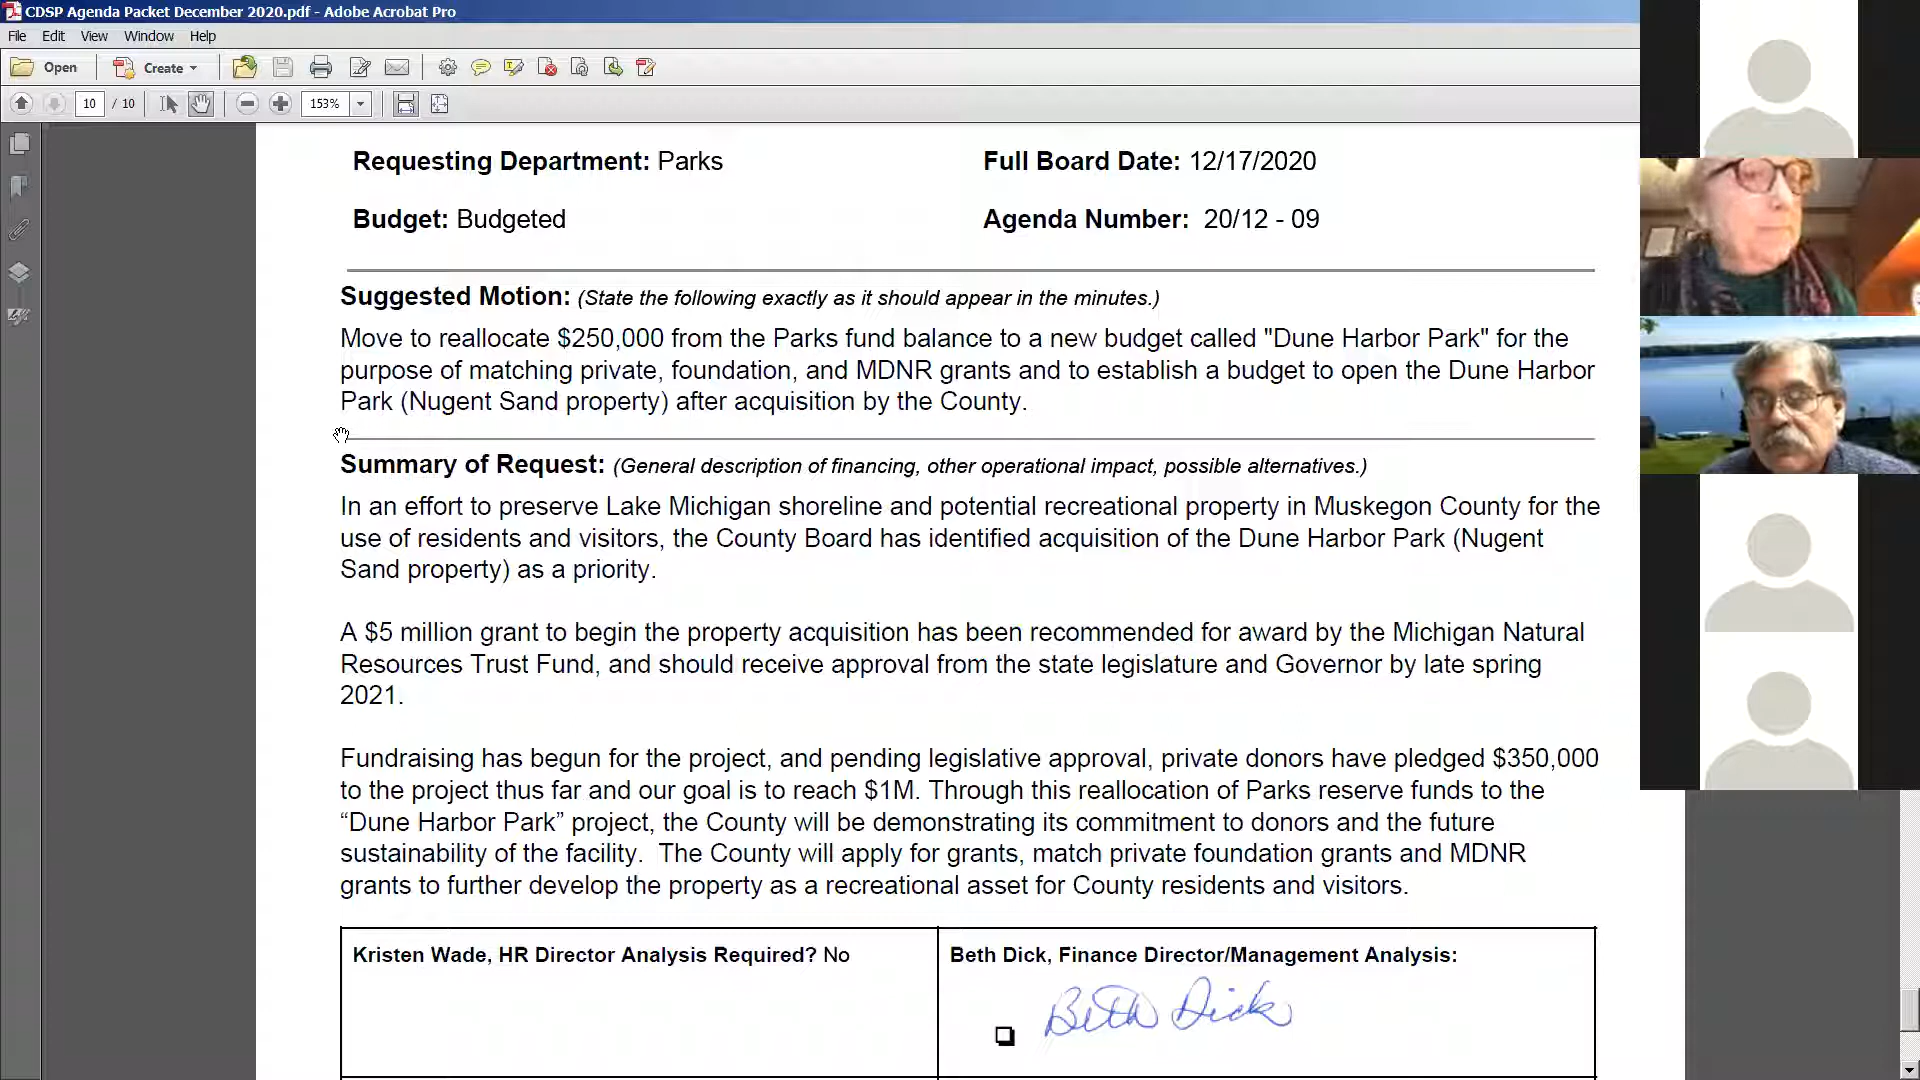 CDSP Agenda Packet December 2020.pdf - Adobe Acrobat Pro
File Edit View Window Help
Open Create
10 / 10 153%
Requesting Department: Parks Full Board Date: 12/17/2020
Budget: Budgeted Agenda Number: 20/12 - 09
Suggested Motion: (State the following exactly as it should appear in the minutes.)
Move to reallocate $250,000 from the Parks fund balance to a new budget called "Dune Harbor Park" for the
purpose of matching private, foundation, and MDNR grants and to establish a budget to open the Dune Harbor
Park (Nugent Sand property) after acquisition by the County.
Summary of Request: (General description of financing, other operational impact, possible alternatives.)
In an effort to preserve Lake Michigan shoreline and potential recreational property in Muskegon County for the
use of residents and visitors, the County Board has identified acquisition of the Dune Harbor Park (Nugent
Sand property) as a priority.
A $5 million grant to begin the property acquisition has been recommended for award by the Michigan Natural
Resources Trust Fund, and should receive approval from the state legislature and Governor by late spring
2021.
Fundraising has begun for the project, and pending legislative approval, private donors have pledged $350,000
to the project thus far and our goal is to reach $1M. Through this reallocation of Parks reserve funds to the
“Dune Harbor Park” project, the County will be demonstrating its commitment to donors and the future
sustainability of the facility. The County will apply for grants, match private foundation grants and MDNR
grants to further develop the property as a recreational asset for County residents and visitors.
Kristen Wade, HR Director Analysis Required? No
Beth Dick, Finance Director/Management Analysis:
Beth Dick